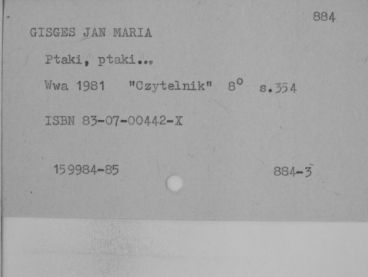 884
GISGES JAN MARIA
Ptaki, ptaki...
Wwa 1981 "Czytelnik" 8° s.354
ISBN 83-07-00442-X
159984-85 884-3